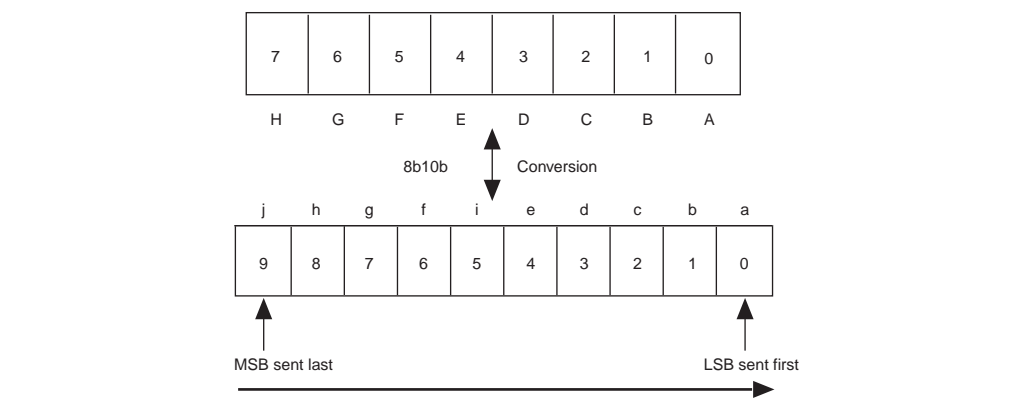 7 6 5 4 3 2 1 0
H G F E D C B A
8b10b Conversion
j h g f i e d c b a
9 8 7 6 5 4 3 2 1 0
MSB sent last LSB sent first